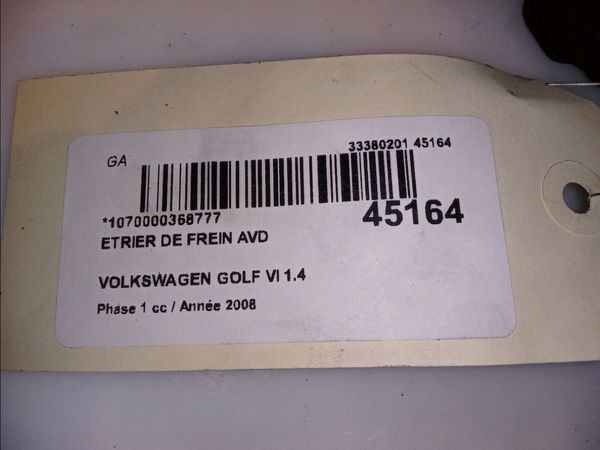 GA
33380201 45164
*1070000368777
45164
ETRIER DE FREIN AVD
VOLKSWAGEN GOLF VI 1.4
Phase 1 cc / Année 2008